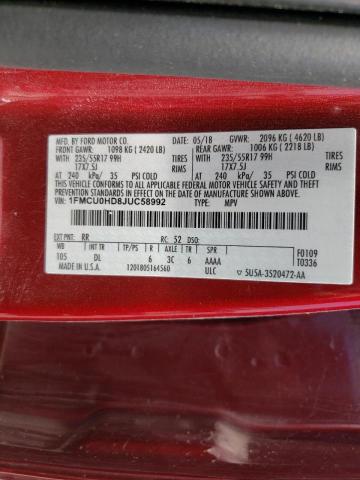 MFD. BY FORD MOTOR CO. 05/18 GVWR: 2096 KG ( 4620 LB)
FRONT GAWR: 1098 KG ( 2420 LB) REAR GAWR: 1006 KG ( 2218 LB)
WITH 235/55R17 99H TIRES WITH 235/55R17 99H TIRES
17X7.5J RIMS 17X7.5J RIMS
AT 240 kPa/ 35 PSI COLD AT 240 kPa/ 35 PSI COLD
THIS VEHICLE CONFORMS TO ALL APPLICABLE FEDERAL MOTOR VEHICLE SAFETY AND THEFT PREVENTION STANDARDS IN EFFECT ON THE DATE OF MANUFACTURE SHOWN ABOVE.
VIN: 1FMCU0HD8JUC58992 TYPE: MPV
EXT PNT: RR RC: 52 DSO: F0109
WB INT TR TP/PS R AXLE TR SPR T0336
105 DL 6 3C 6 AAAA
MADE IN U.S.A. 1201805164560 ULC 5U5A-3520472-AA